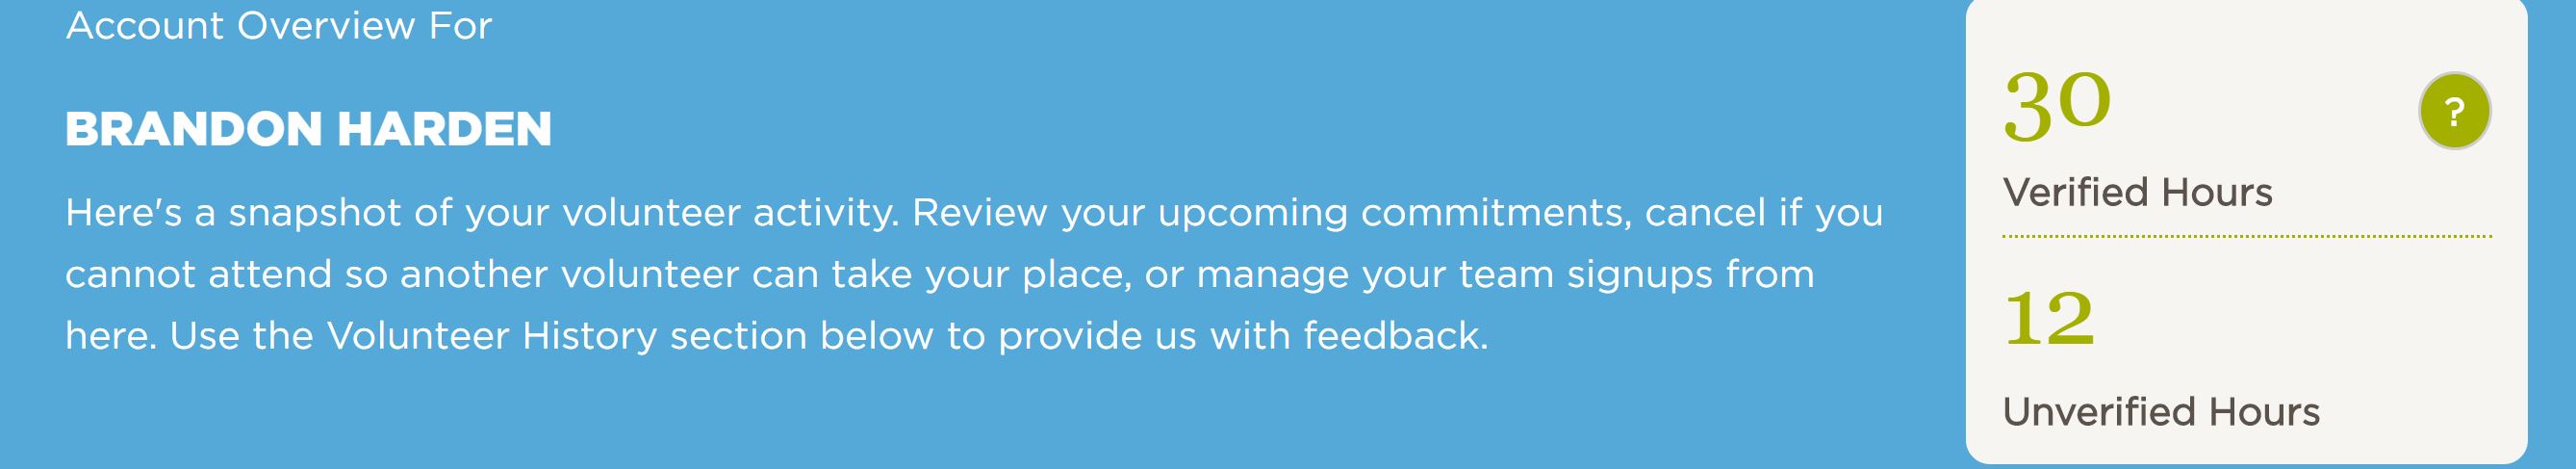 Account Overview For
BRANDON HARDEN
Here's a snapshot of your volunteer activity. Review your upcoming commitments, cancel if you
cannot attend so another volunteer can take your place, or manage your team signups from
here. Use the Volunteer History section below to provide us with feedback.
30
?
Verified Hours
12
Unverified Hours